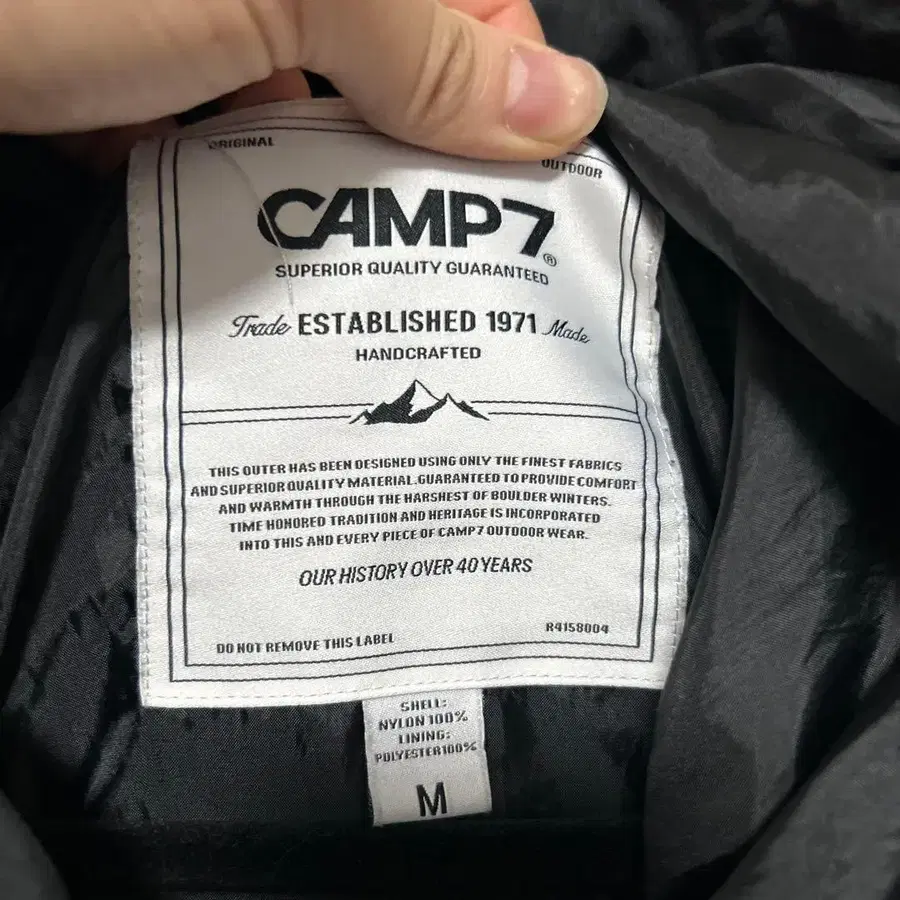 ORIGINAL
OUTDOOR
CAMP7®
SUPERIOR QUALITY GUARANTEED
Trade ESTABLISHED 1971 Made
HANDCRAFTED
THIS OUTER HAS BEEN DESIGNED USING ONLY THE FINEST FABRICS
AND SUPERIOR QUALITY MATERIAL.GUARANTEED TO PROVIDE COMFORT
AND WARMTH THROUGH THE HARSHEST OF BOULDER WINTERS.
TIME HONORED TRADITION AND HERITAGE IS INCORPORATED
INTO THIS AND EVERY PIECE OF CAMP7 OUTDOOR WEAR.
OUR HISTORY OVER 40 YEARS
DO NOT REMOVE THIS LABEL
R4158004
SHELL:
NYLON 100%
LINING:
POLYESTER100%
M